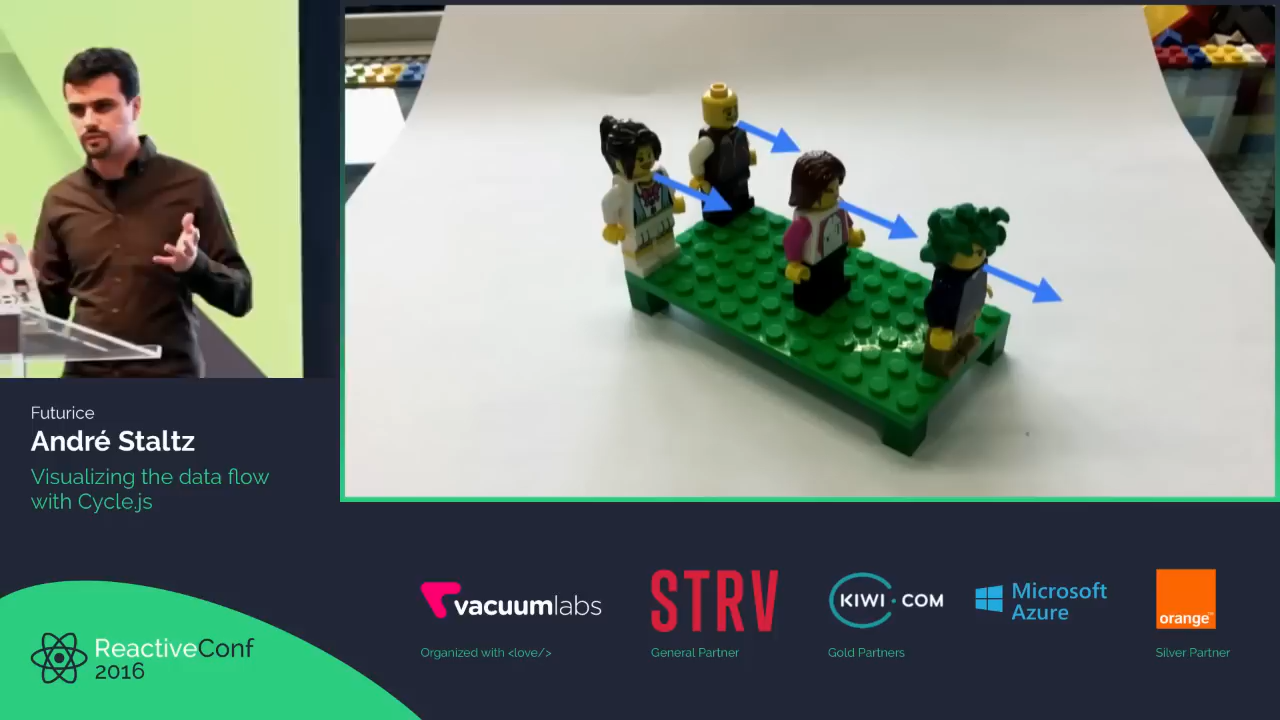 Futurice
André Staltz
Visualizing the data flow
with Cycle.js
ReactiveConf
2016
vacuumlabs
Organized with <love/>
STRV
General Partner
KIWI.COM
Gold Partners
Microsoft
Azure
orange™
Silver Partner